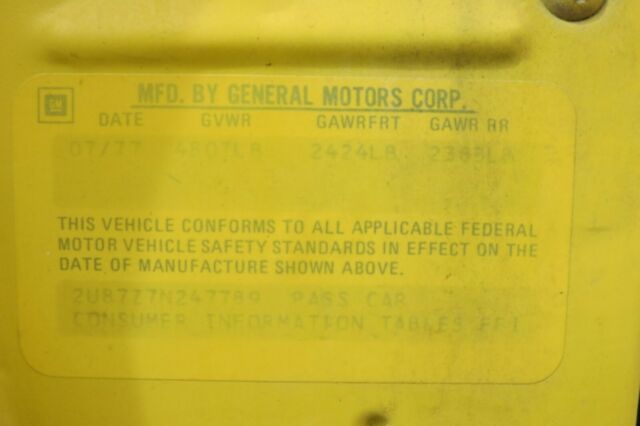 GM
MFD. BY GENERAL MOTORS CORP.
DATE GVWR GAWRFRT GAWR RR
07/77 4807LB 2424LB 2383LB
THIS VEHICLE CONFORMS TO ALL APPLICABLE FEDERAL
MOTOR VEHICLE SAFETY STANDARDS IN EFFECT ON THE
DATE OF MANUFACTURE SHOWN ABOVE.
2U87Z7N247789 PASS CAR
CONSUMER INFORMATION TABLES